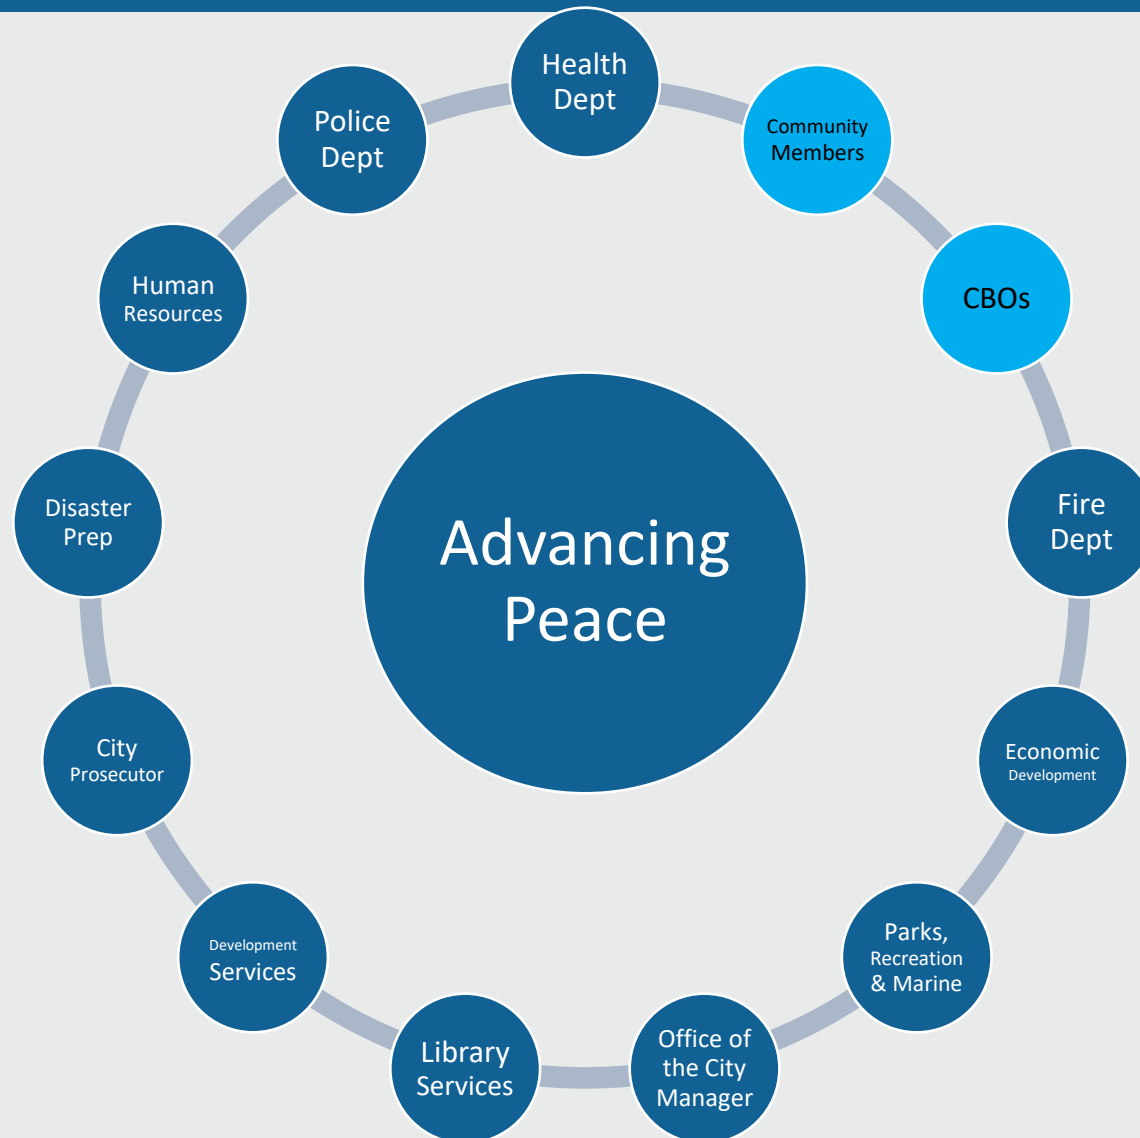 Health
Dept
Community
Members
CBOs
Fire
Dept
Economic
Development
Parks,
Recreation
& Marine
Office of
the City
Manager
Library
Services
Development
Services
City
Prosecutor
Disaster
Prep
Human
Resources
Police
Dept
Advancing
Peace